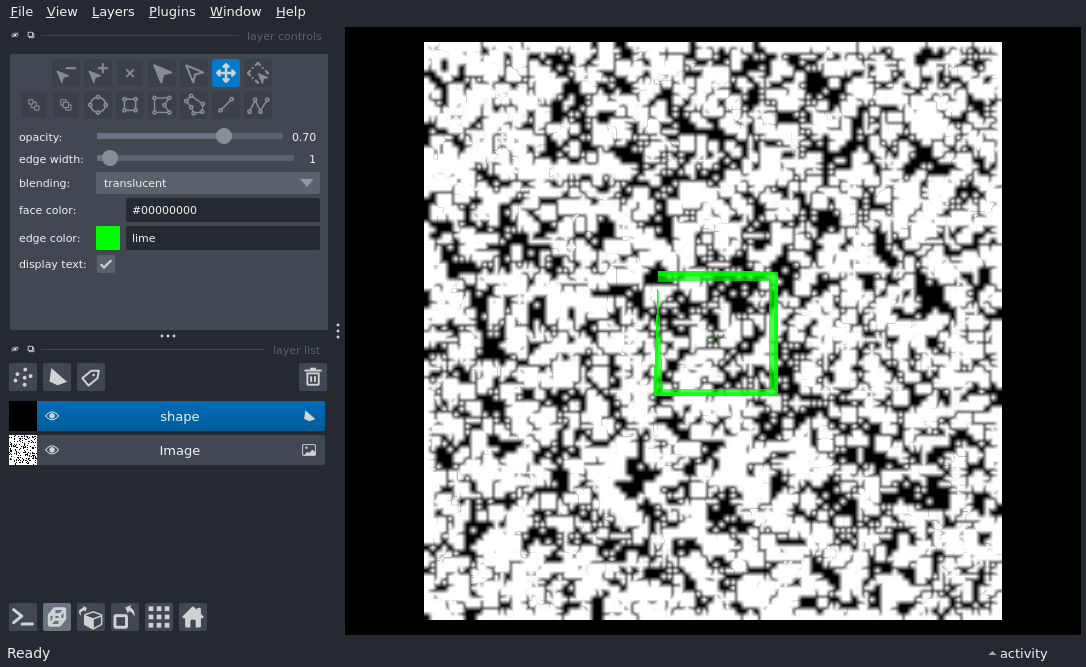 File View Layers Plugins Window Help
layer controls
opacity: 0.70
edge width: 1
blending: translucent
face color: #00000000
edge color: lime
display text:
layer list
shape
Image
Ready
activity